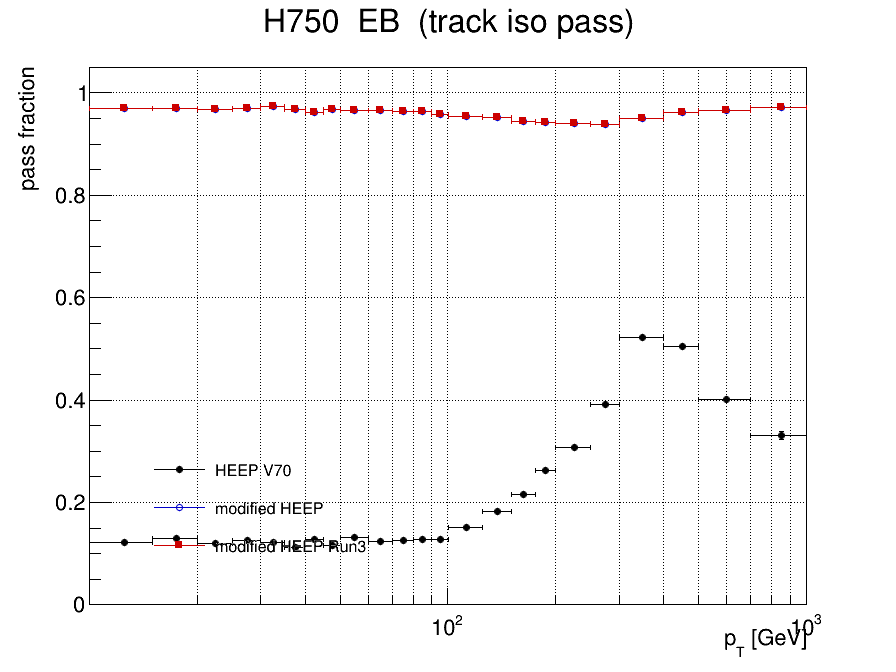 H750 EB (track iso pass)
pass fraction
1
0.8
0.6
0.4
0.2
0
HEEP V70
modified HEEP
modified HEEP Run3
10²
10³
p_T [GeV]